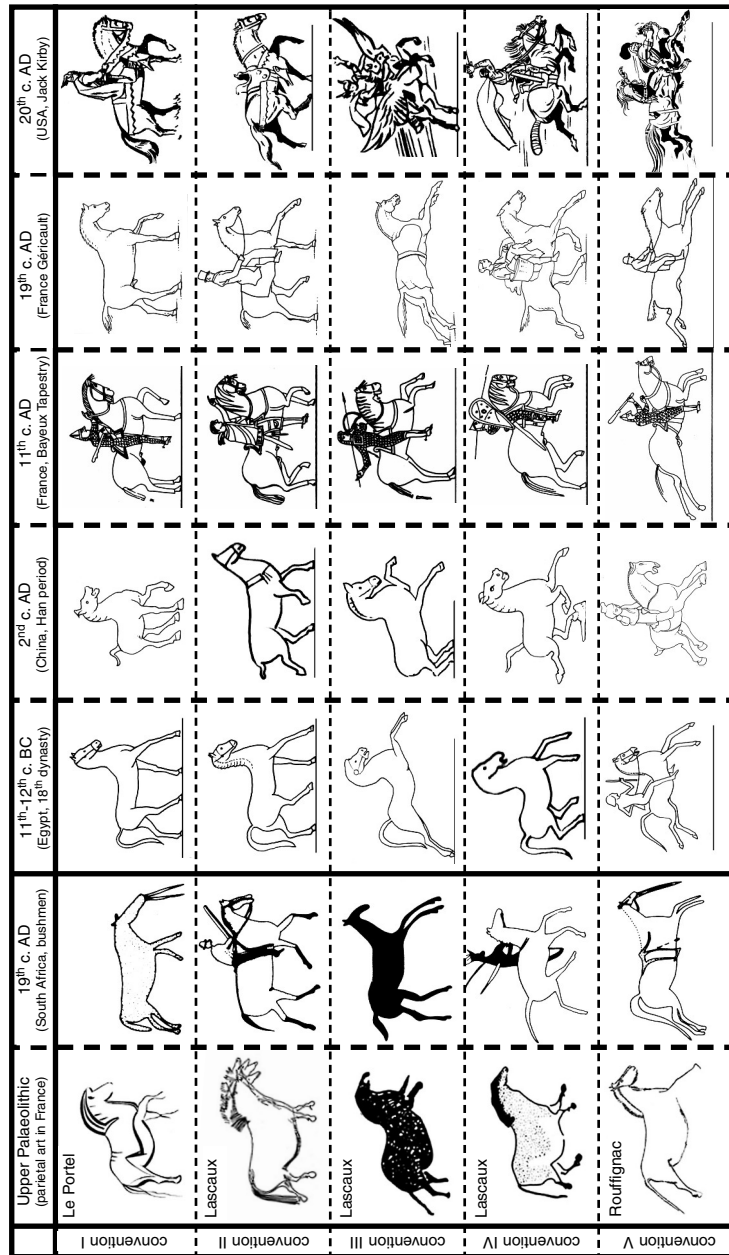 Upper Palaeolithic
(parietal art in France)
19th c. AD
(South Africa, bushmen)
11th-12th c. BC
(Egypt, 18th dynasty)
2nd c. AD
(China, Han period)
11th c. AD
(France, Bayeux Tapestry)
19th c. AD
(France Géricault)
20th c. AD
(USA, Jack Kirby)
convention I
Le Portel
convention II
Lascaux
convention III
Lascaux
convention IV
Lascaux
convention V
Rouffignac